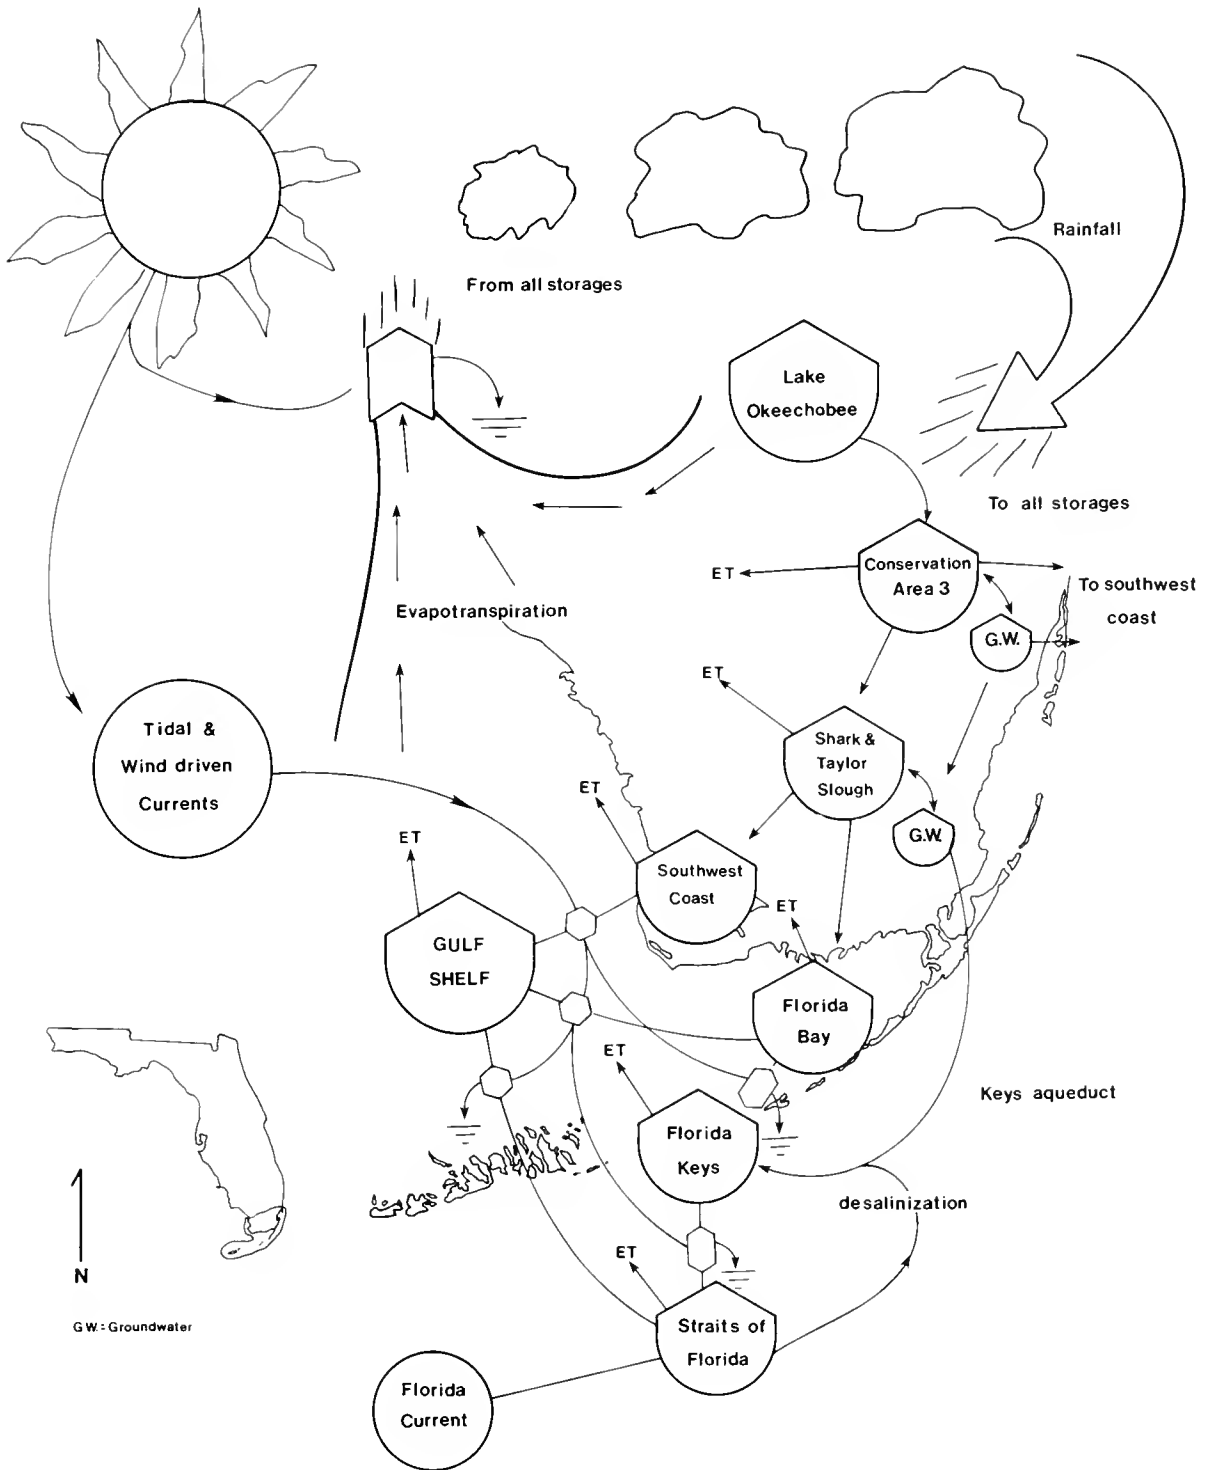 Rainfall
From all storages
Lake
Okeechobee
To all storages
Conservation
Area 3
ET
To southwest
coast
G.W.
Evapotranspiration
ET
Shark &
Taylor
Slough
Tidal &
Wind driven
Currents
ET
G.W.
ET
Southwest
Coast
ET
GULF
SHELF
Florida
Bay
ET
Keys aqueduct
Florida
Keys
desalinization
ET
N
Straits of
Florida
G.W.=Groundwater
Florida
Current